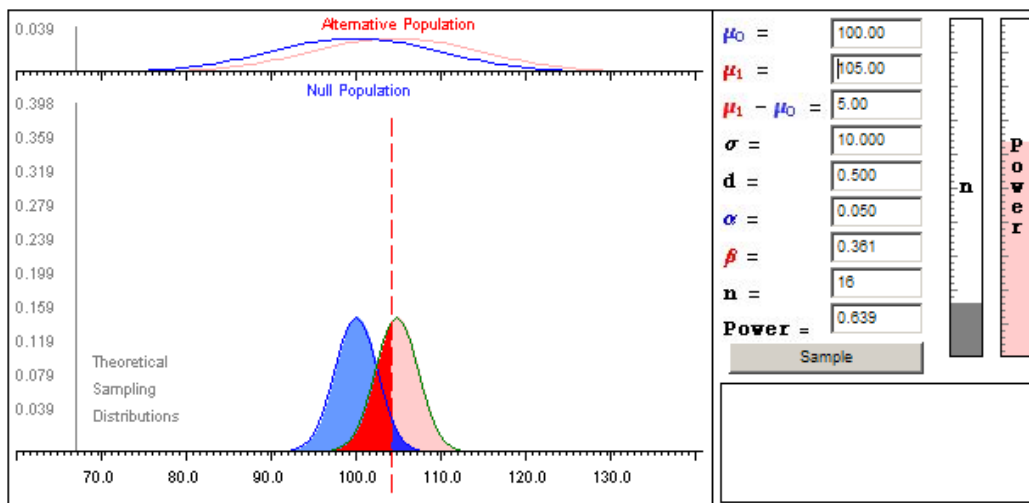 0.039
Alternative Population
Null Population
0.398
0.359
0.319
0.279
0.239
0.199
0.159
0.119
0.079
0.039
Theoretical
Sampling
Distributions
70.0 80.0 90.0 100.0 110.0 120.0 130.0
μ₀ = 100.00
μ₁ = 105.00
μ₁ - μ₀ = 5.00
σ = 10.000
d = 0.500
α = 0.050
β = 0.361
n = 16
Power = 0.639
Sample
n
Power